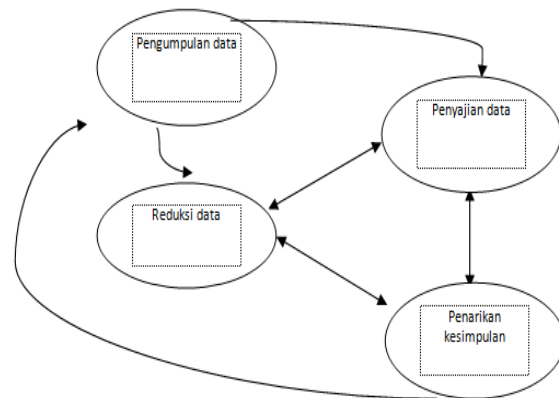 Pengumpulan data
Penyajian data
Reduksi data
Penarikan
kesimpulan